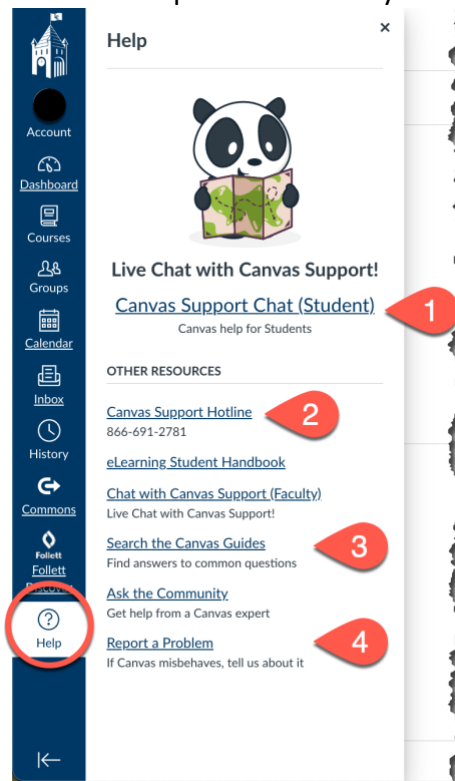 Help
×
Account
Dashboard
Courses
Groups
Calendar
Inbox
History
Commons
Follett
Follett
Discover
Help
Live Chat with Canvas Support!
Canvas Support Chat (Student)
1
Canvas help for Students
OTHER RESOURCES
Canvas Support Hotline
2
866-691-2781
eLearning Student Handbook
Chat with Canvas Support (Faculty)
Live Chat with Canvas Support!
Search the Canvas Guides
3
Find answers to common questions
Ask the Community
Get help from a Canvas expert
Report a Problem
4
If Canvas misbehaves, tell us about it